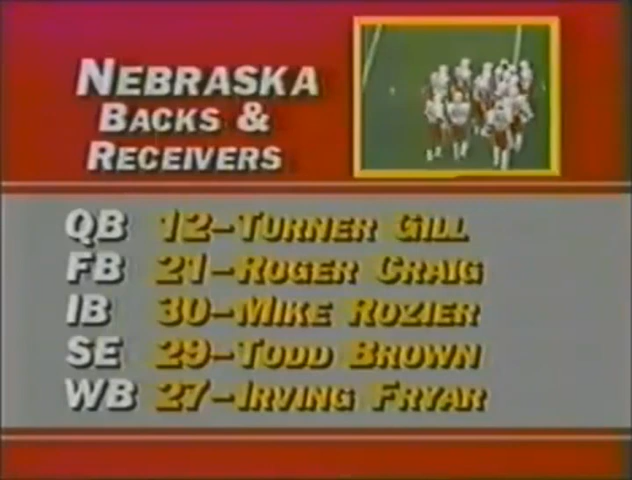 NEBRASKA
BACKS &
RECEIVERS
QB 12-TURNER GILL
FB 21-ROGER CRAIG
IB 30-MIKE ROZIER
SE 29-TODD BROWN
WB 27-IRVING FRYAR